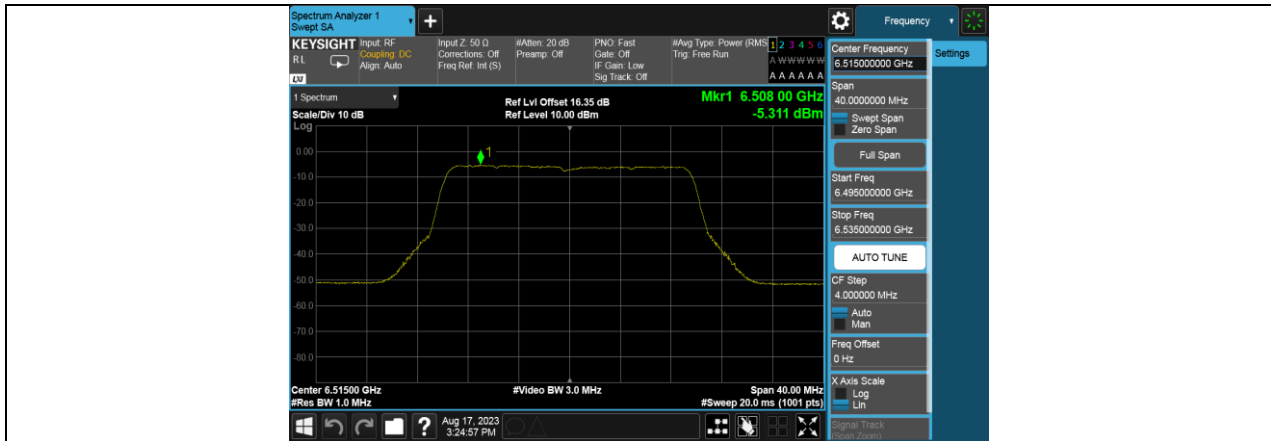 Spectrum Analyzer 1
Swept SA
+
Frequency
KEYSIGHT
RL
LXI
Input: RF
Coupling: DC
Align: Auto
Input Z: 50 Ω
Corrections: Off
Freq Ref: Int (S)
#Atten: 20 dB
Preamp: Off
PNO: Fast
Gate: Off
IF Gain: Low
Sig Track: Off
#Avg Type: Power (RMS
Trig: Free Run
1 2 3 4 5 6
A W W W W W
A A A A A A
1 Spectrum
Scale/Div 10 dB
Ref Lvl Offset 16.35 dB
Ref Level 10.00 dBm
Mkr1 6.508 00 GHz
-5.311 dBm
Log
1
0.00
-10.0
-20.0
-30.0
-40.0
-50.0
-60.0
-70.0
-80.0
Center 6.51500 GHz
#Res BW 1.0 MHz
#Video BW 3.0 MHz
Span 40.00 MHz
#Sweep 20.0 ms (1001 pts)
Center Frequency
6.515000000 GHz
Settings
Span
40.0000000 MHz
Swept Span
Zero Span
Full Span
Start Freq
6.495000000 GHz
Stop Freq
6.535000000 GHz
AUTO TUNE
CF Step
4.000000 MHz
Auto
Man
Freq Offset
0 Hz
X Axis Scale
Log
Lin
Signal Track
(Span Zoom)
?
Aug 17, 2023
3:24:57 PM